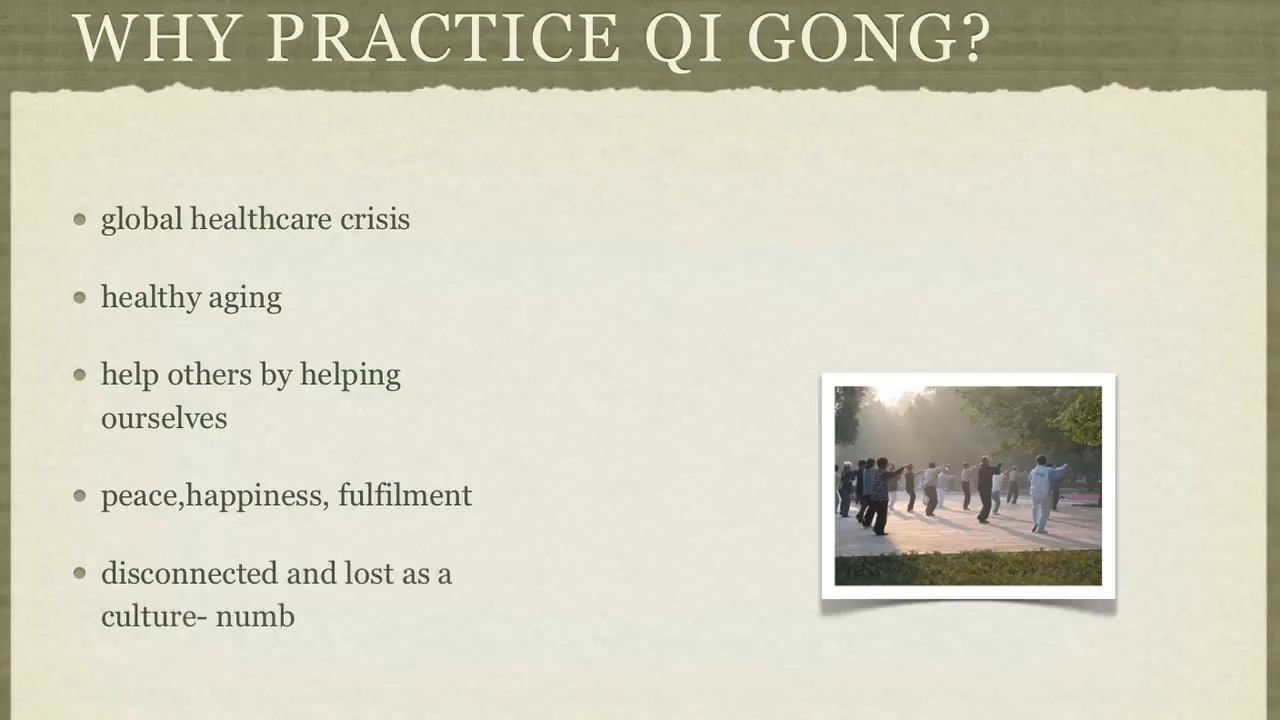 WHY PRACTICE QI GONG?
global healthcare crisis
healthy aging
help others by helping
ourselves
peace,happiness, fulfilment
disconnected and lost as a
culture- numb